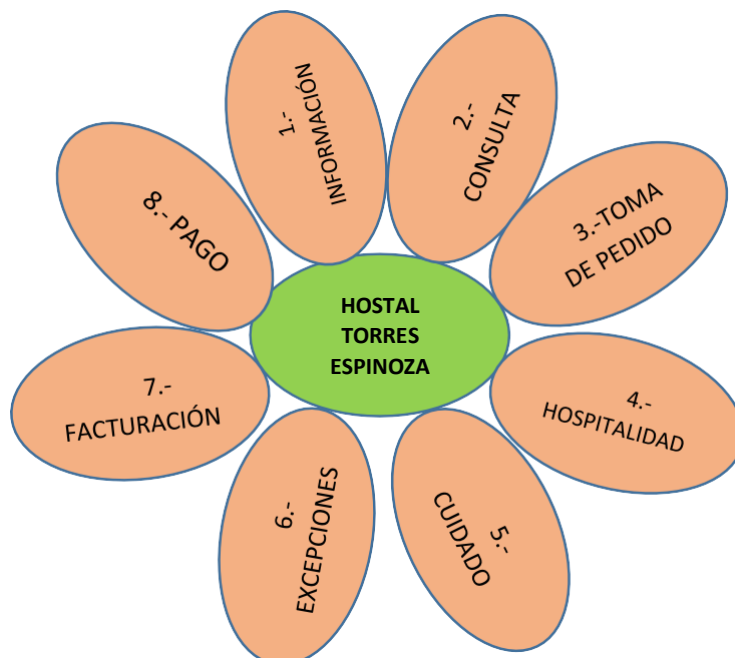 HOSTAL
TORRES
ESPINOZA
1.-
INFORMACIÓN
2.-
CONSULTA
3.-TOMA
DE PEDIDO
4.-
HOSPITALIDAD
5.-
CUIDADO
6.-
EXCEPCIONES
7.-
FACTURACIÓN
8.- PAGO